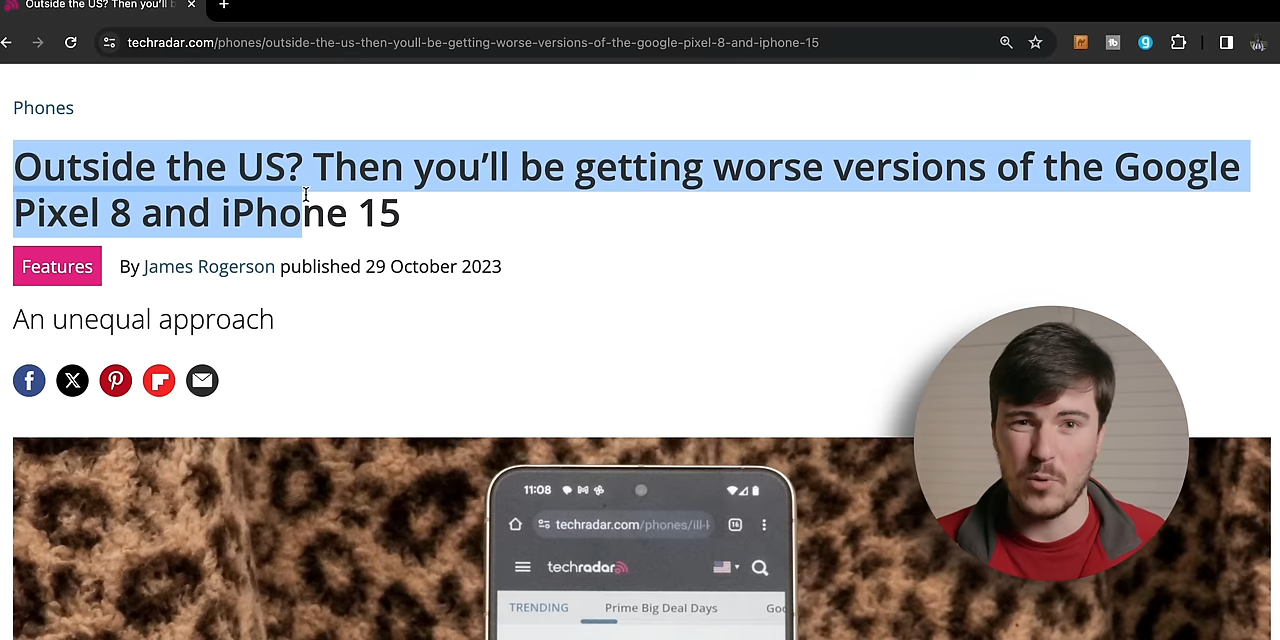 Outside the US? Then you'll b
techradar.com/phones/outside-the-us-then-youll-be-getting-worse-versions-of-the-google-pixel-8-and-iphone-15
Phones
Outside the US? Then you’ll be getting worse versions of the Google
Pixel 8 and iPhone 15
Features
By James Rogerson published 29 October 2023
An unequal approach
11:08
techradar.com/phones/ill-
16
techradar
TRENDING
Prime Big Deal Days
Goo